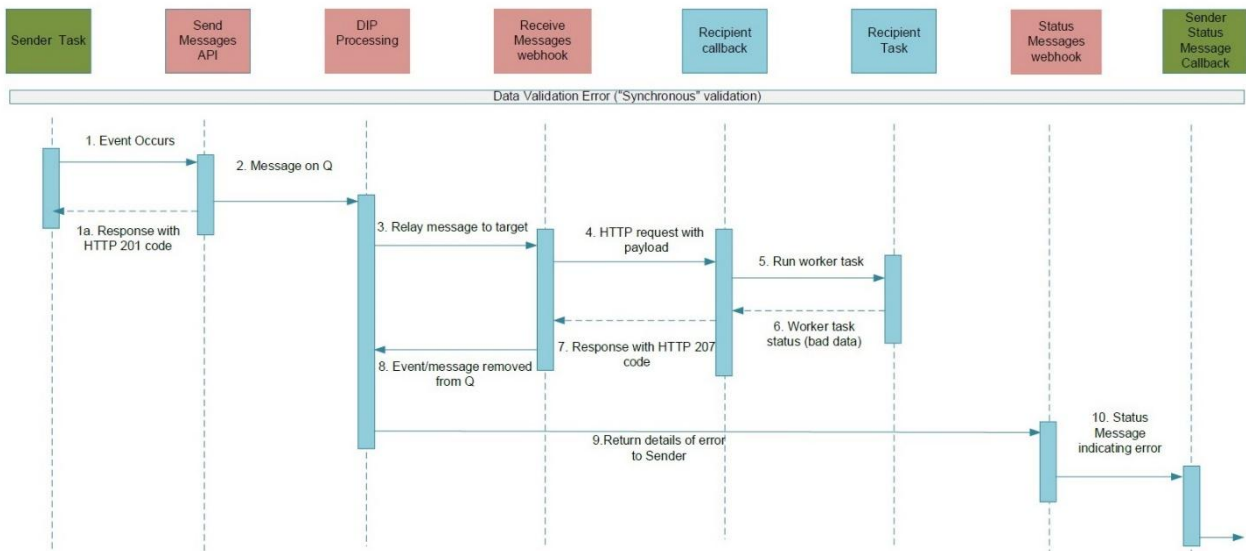 Sender Task
Send
Messages
API
DIP
Processing
Receive
Messages
webhook
Recipient
callback
Recipient
Task
Status
Messages
webhook
Sender
Status
Message
Callback
Data Validation Error ("Synchronous" validation)
1. Event Occurs
2. Message on Q
1a. Response with
HTTP 201 code
3. Relay message to target
4. HTTP request with
payload
5. Run worker task
6. Worker task
status (bad data)
7. Response with HTTP 207
code
8. Event/message removed
from Q
9.Return details of error
to Sender
10. Status
Message
indicating error